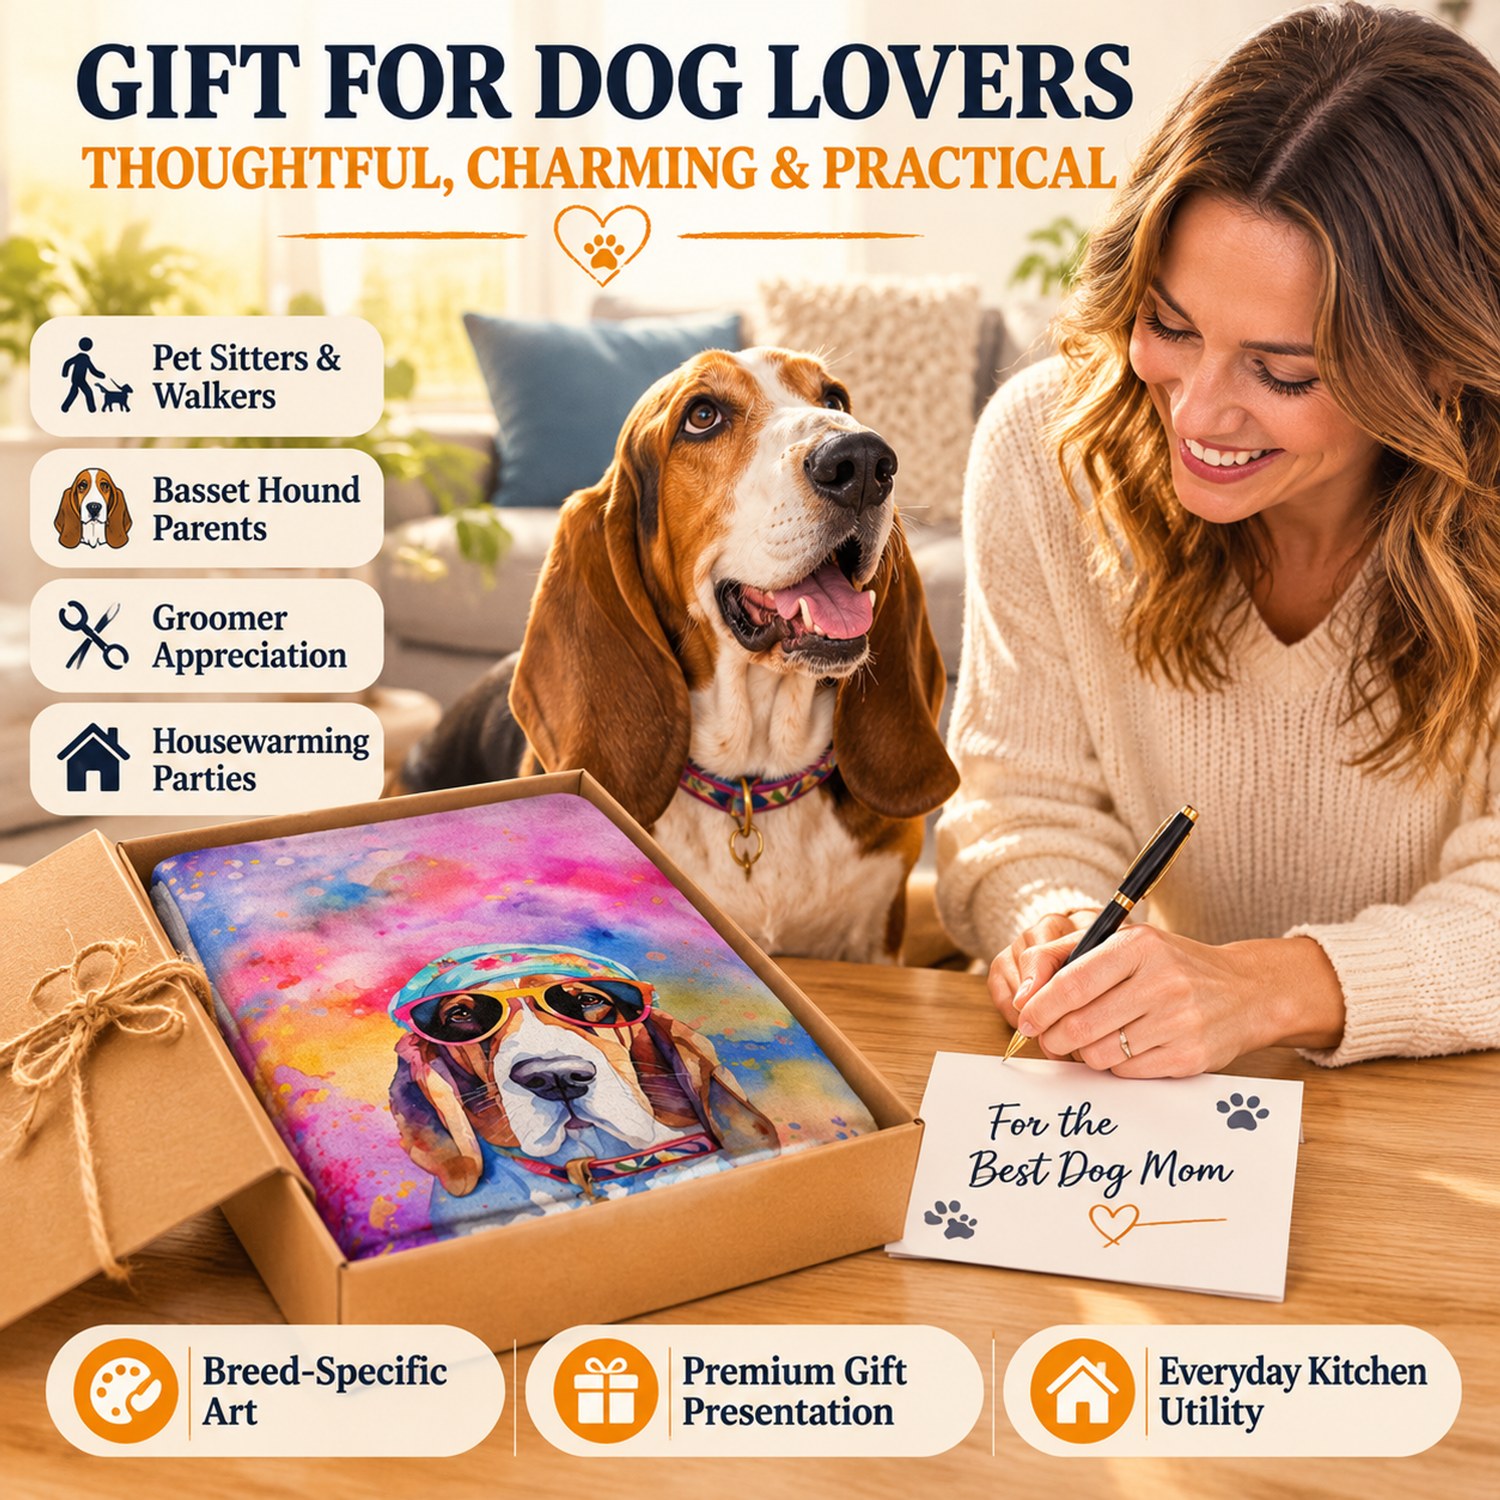 GIFT FOR DOG LOVERS
THOUGHTFUL, CHARMING & PRACTICAL
Pet Sitters &
Walkers
Basset Hound
Parents
Groomer
Appreciation
Housewarming
Parties
For the
Best Dog Mom
Breed-Specific
Art
Premium Gift
Presentation
Everyday Kitchen
Utility